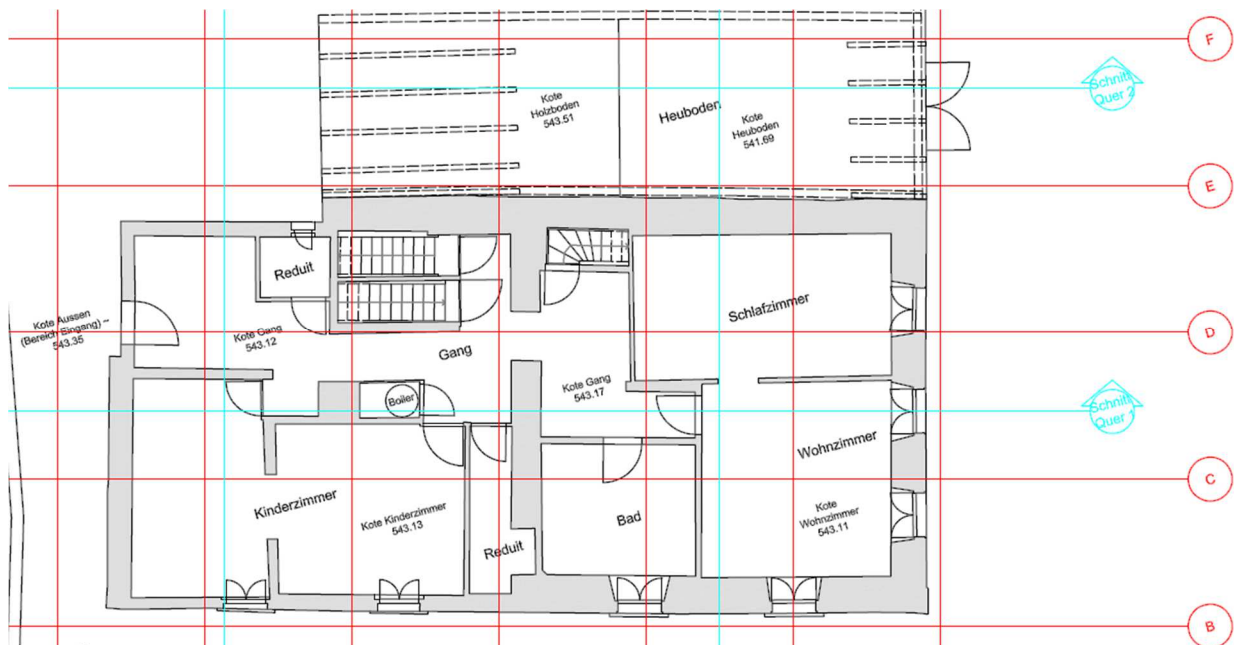 F
Schnitt
Quer 2
Kote
Holzboden
543.51
Heuboden
Kote
Heuboden
541.69
E
Reduit
Schlafzimmer
Kote Aussen
(Bereich Eingang) ~
543.35
Kote Gang
543.12
D
Gang
Kote Gang
543.17
Boiler
Schnitt
Quer 1
Wohnzimmer
C
Kinderzimmer
Kote Kinderzimmer
543.13
Bad
Kote
Wohnzimmer
543.11
Reduit
B